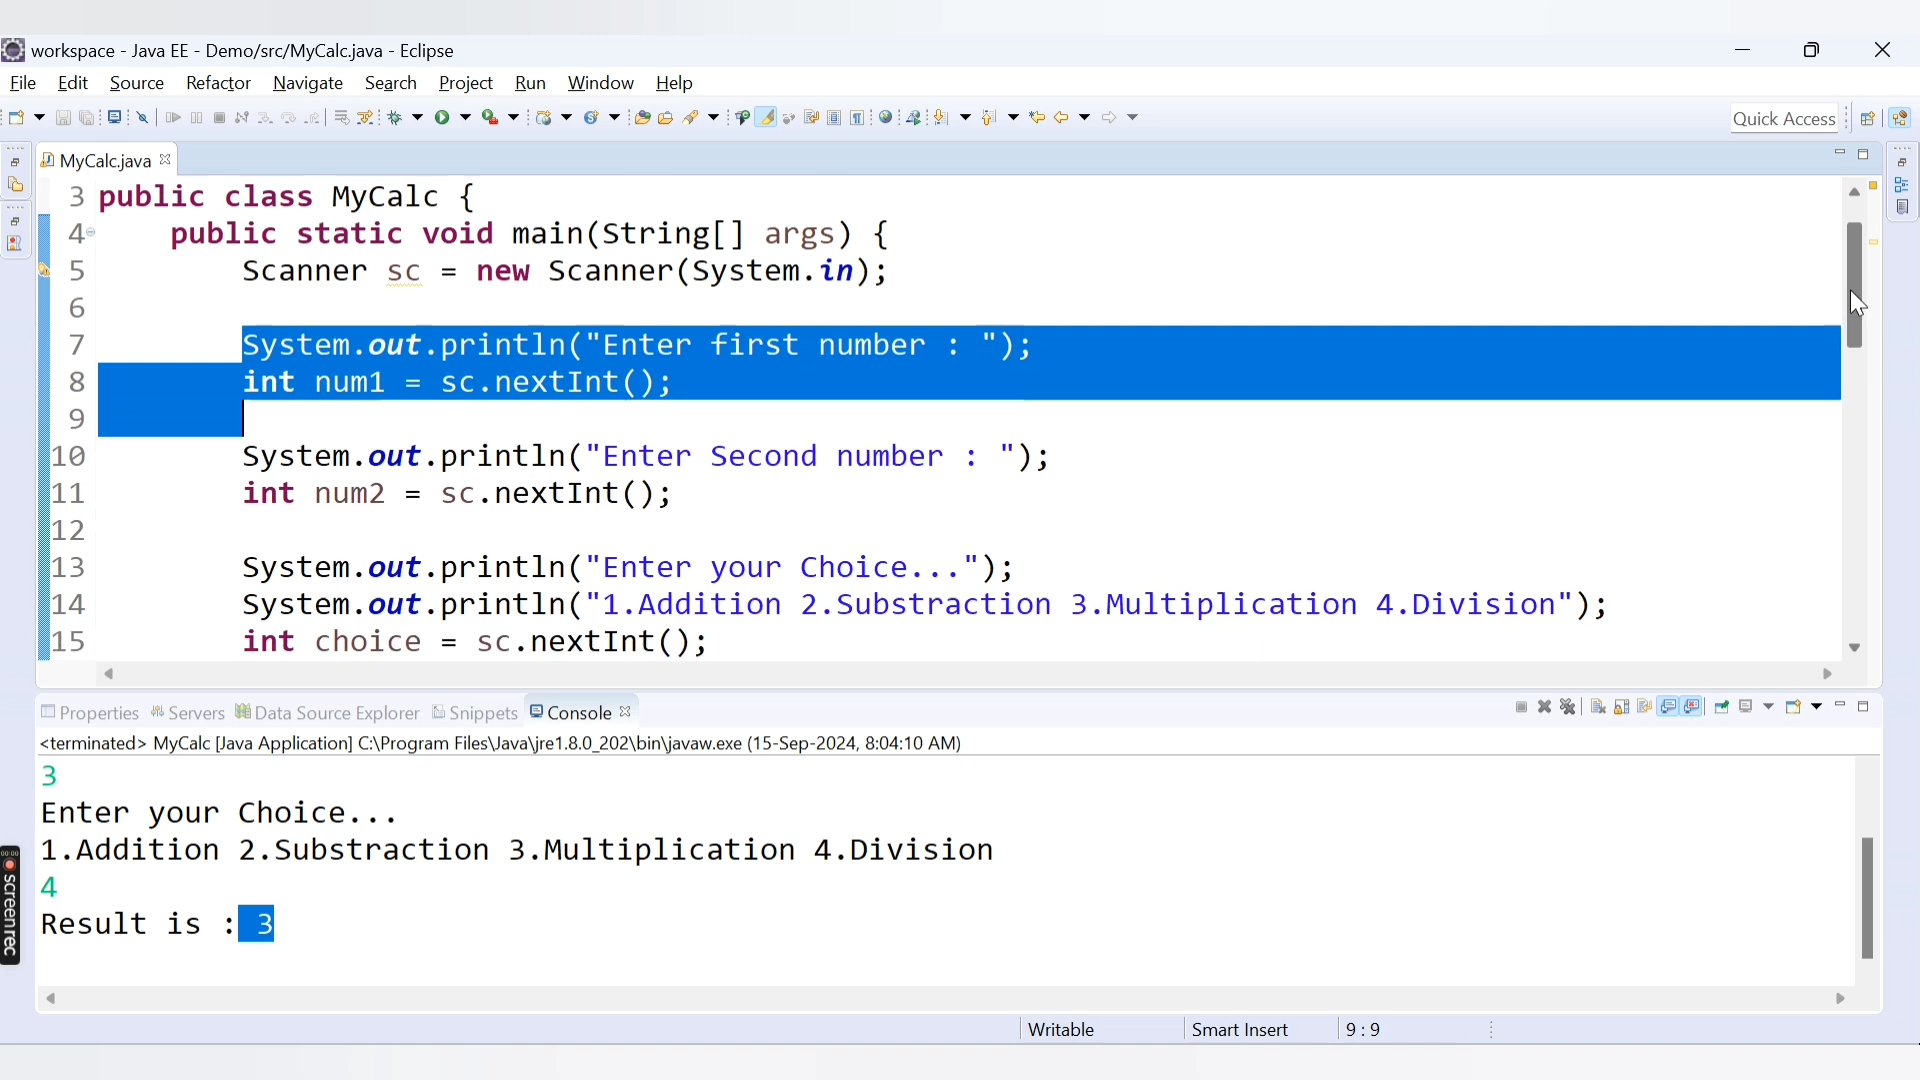 workspace - Java EE - Demo/src/MyCalc.java - Eclipse
File Edit Source Refactor Navigate Search Project Run Window Help
Quick Access
MyCalc.java
3 public class MyCalc {
4 public static void main(String[] args) {
5 Scanner sc = new Scanner(System.in);
6
7 System.out.println("Enter first number : ");
8 int num1 = sc.nextInt();
9
10 System.out.println("Enter Second number : ");
11 int num2 = sc.nextInt();
12
13 System.out.println("Enter your Choice...");
14 System.out.println("1.Addition 2.Substraction 3.Multiplication 4.Division");
15 int choice = sc.nextInt();
Properties Servers Data Source Explorer Snippets Console
<terminated> MyCalc [Java Application] C:\Program Files\Java\jre1.8.0_202\bin\javaw.exe (15-Sep-2024, 8:04:10 AM)
3
Enter your Choice...
1.Addition 2.Substraction 3.Multiplication 4.Division
4
Result is : 3
00:00
screenrec
Writable Smart Insert 9 : 9